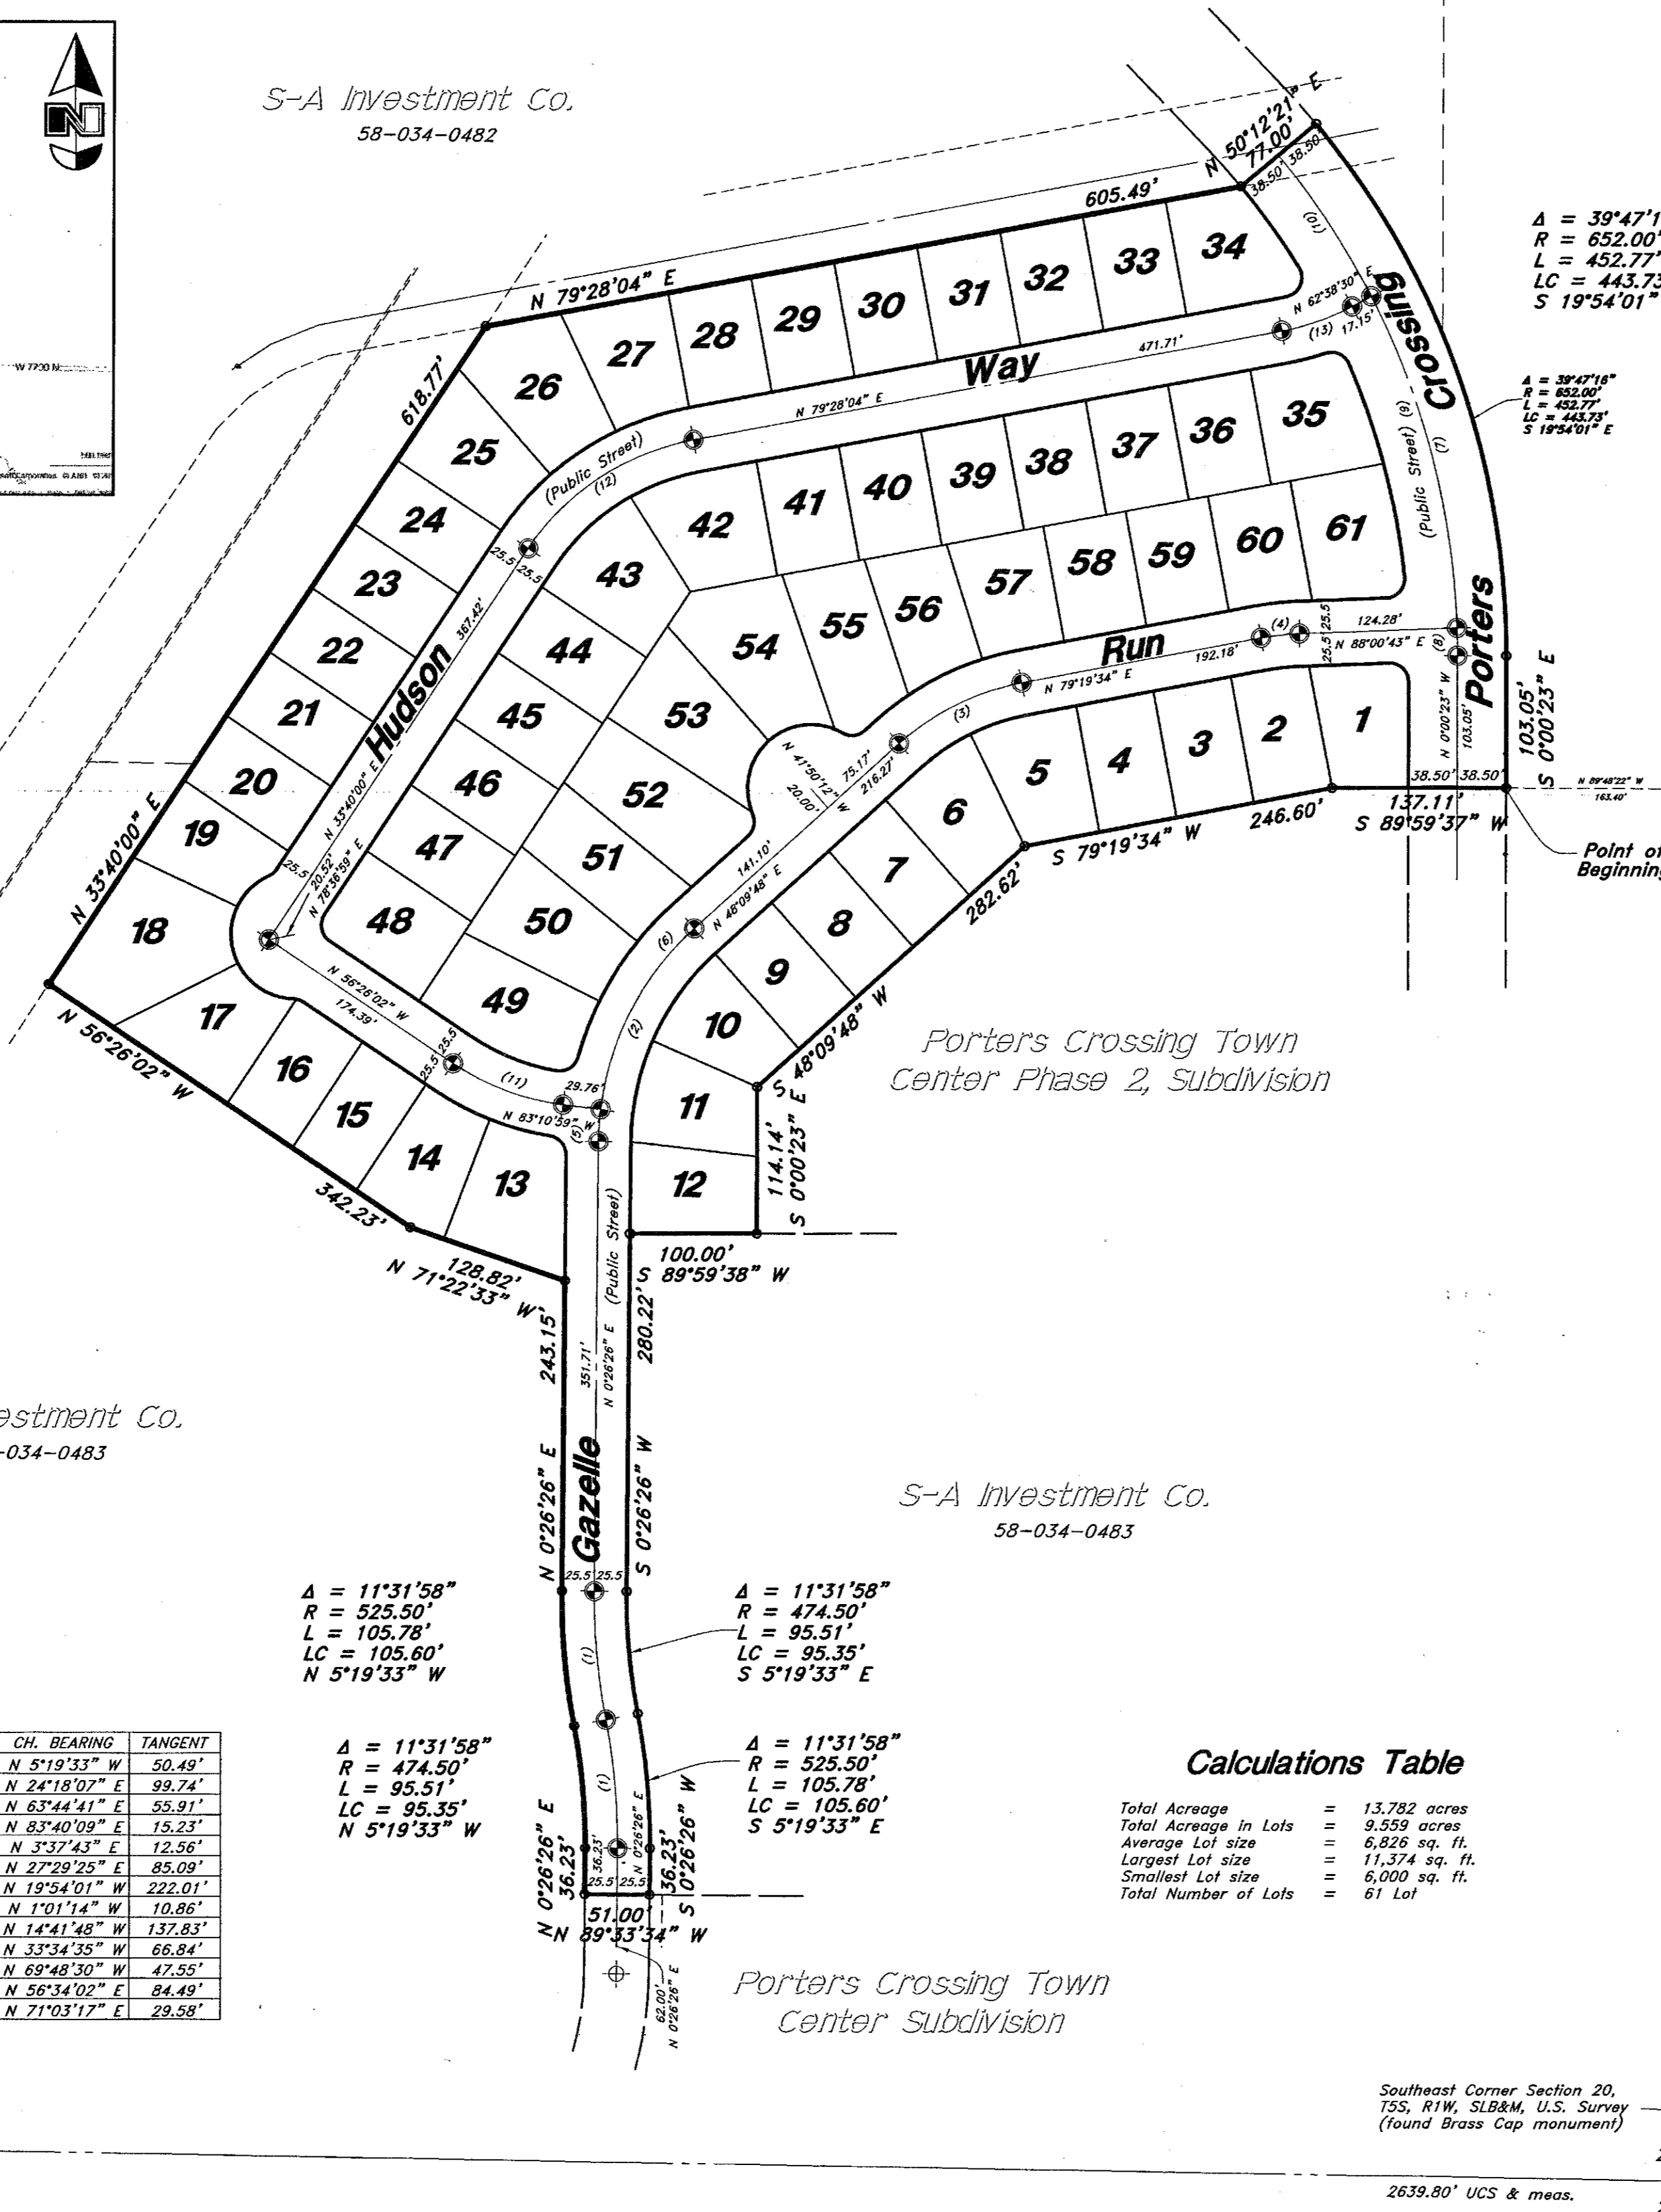 N
W 7700 N
S-A Investment Co.
58-034-0482
N 50°12'21" E
77.00'
38.50' 38.50'
605.49'
N 79°28'04" E
618.77'
N 33°40'00" E
(10)
Crossing
34
33
32
31
30
29
28
27
26
25
24
23
22
21
20
19
18
17
16
15
14
13
N 62°38'30" E
(13) 17.15'
471.71'
Way
N 79°28'04" E
(Public Street)
(12)
25.5' 25.5'
367.42'
Hudson
N 33°40'00" E
25.5'
20.52'
N 78°36'59" E
35
36
37
38
39
40
41
42
43
44
45
46
47
48
49
50
51
52
53
54
55
56
57
58
59
60
61
(Public Street) (9)
(7)
Δ = 39°47'1
R = 652.00'
L = 452.77'
LC = 443.73
S 19°54'01"
Δ = 39°47'16"
R = 652.00'
L = 452.77'
LC = 443.73'
S 19°54'01" E
Porters
(8)
124.28'
N 88°00'43" E
25.5' 25.5'
(4)
Run
192.18'
N 79°19'34" E
(3)
N 0°00'23" W
103.05'
103.05'
S 0°00'23" E
38.50' 38.50'
137.11'
S 89°59'37" W
N 89°48'22" W
163.40'
Point of
Beginning
1
2
3
4
5
6
7
8
9
10
11
12
246.60'
S 79°19'34" W
282.62'
S 48°09'48" W
N 41°50'12" W
20.00'
75.17'
216.27'
141.10'
N 48°09'48" E
(6)
(2)
N 56°26'02" W
174.39'
25.5' 25.5'
(11)
29.76'
N 83°10'59" W
(5)
N 56°26'02" W
342.23'
128.82'
N 71°22'33" W
114.14'
S 0°00'23" E
100.00'
S 89°59'38" W
Porters Crossing Town
Center Phase 2, Subdivision
(Public Street)
243.15'
N 0°26'26" E
351.71'
N 0°26'26" E
280.22'
S 0°26'26" W
Gazelle
25.5' 25.5'
estment Co.
-034-0483
S-A Investment Co.
58-034-0483
Δ = 11°31'58"
R = 525.50'
L = 105.78'
LC = 105.60'
N 5°19'33" W
Δ = 11°31'58"
R = 474.50'
L = 95.51'
LC = 95.35'
S 5°19'33" E
(1)
Δ = 11°31'58"
R = 474.50'
L = 95.51'
LC = 95.35'
N 5°19'33" W
Δ = 11°31'58"
R = 525.50'
L = 105.78'
LC = 105.60'
S 5°19'33" E
(1)
N 0°26'26" E
36.23'
36.23'
N 0°26'26" E
36.23'
S 0°26'26" W
25.5' 25.5'
51.00'
N 89°33'34" W
62.00'
N 0°26'26" E
CH. BEARING TANGENT
N 5°19'33" W 50.49'
N 24°18'07" E 99.74'
N 63°44'41" E 55.91'
N 83°40'09" E 15.23'
N 3°37'43" E 12.56'
N 27°29'25" E 85.09'
N 19°54'01" W 222.01'
N 1°01'14" W 10.86'
N 14°41'48" W 137.83'
N 33°34'35" W 66.84'
N 69°48'30" W 47.55'
N 56°34'02" E 84.49'
N 71°03'17" E 29.58'
Calculations Table
Total Acreage = 13.782 acres
Total Acreage in Lots = 9.559 acres
Average Lot size = 6,826 sq. ft.
Largest Lot size = 11,374 sq. ft.
Smallest Lot size = 6,000 sq. ft.
Total Number of Lots = 61 Lot
Porters Crossing Town
Center Subdivision
Southeast Corner Section 20,
T5S, R1W, SLB&M, U.S. Survey
(found Brass Cap monument)
2639.80' UCS & meas.